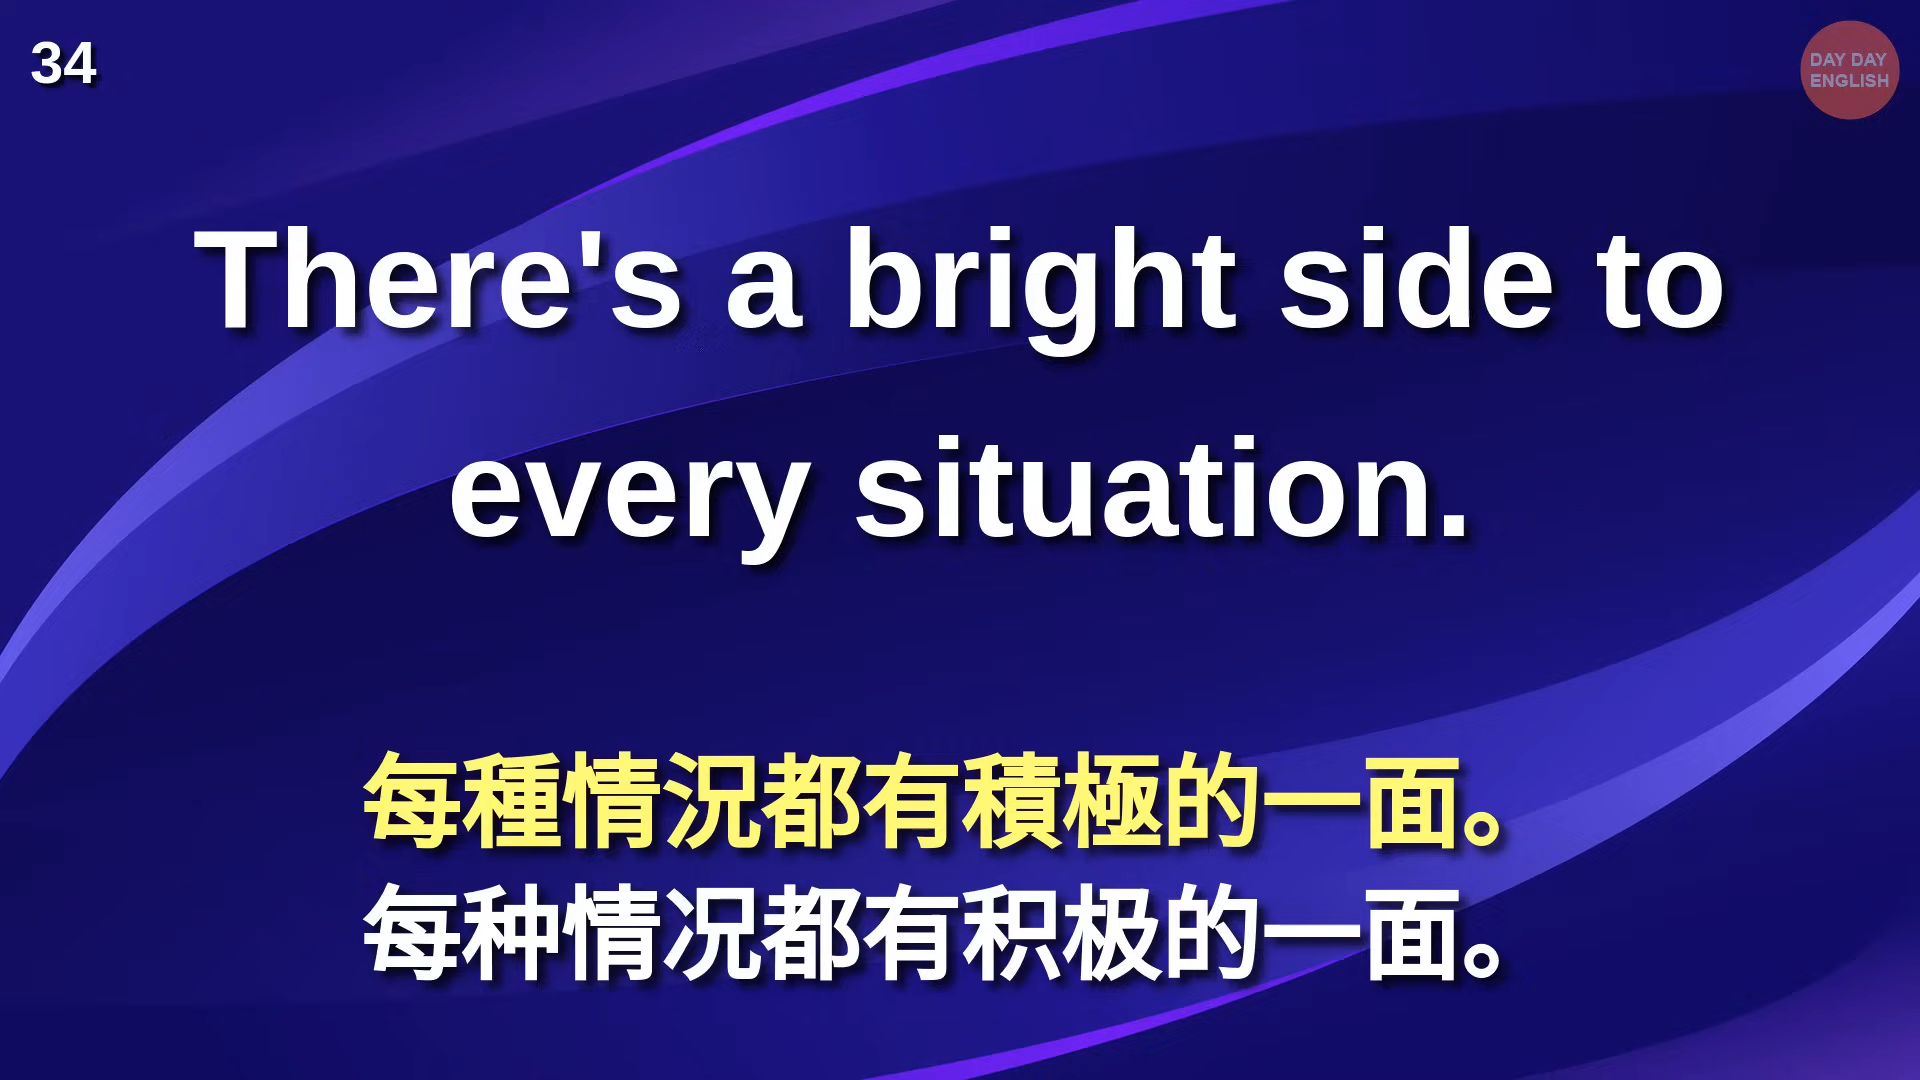 34
DAY DAY
ENGLISH
There's a bright side to
every situation.
每種情況都有積極的一面。
每种情况都有积极的一面。